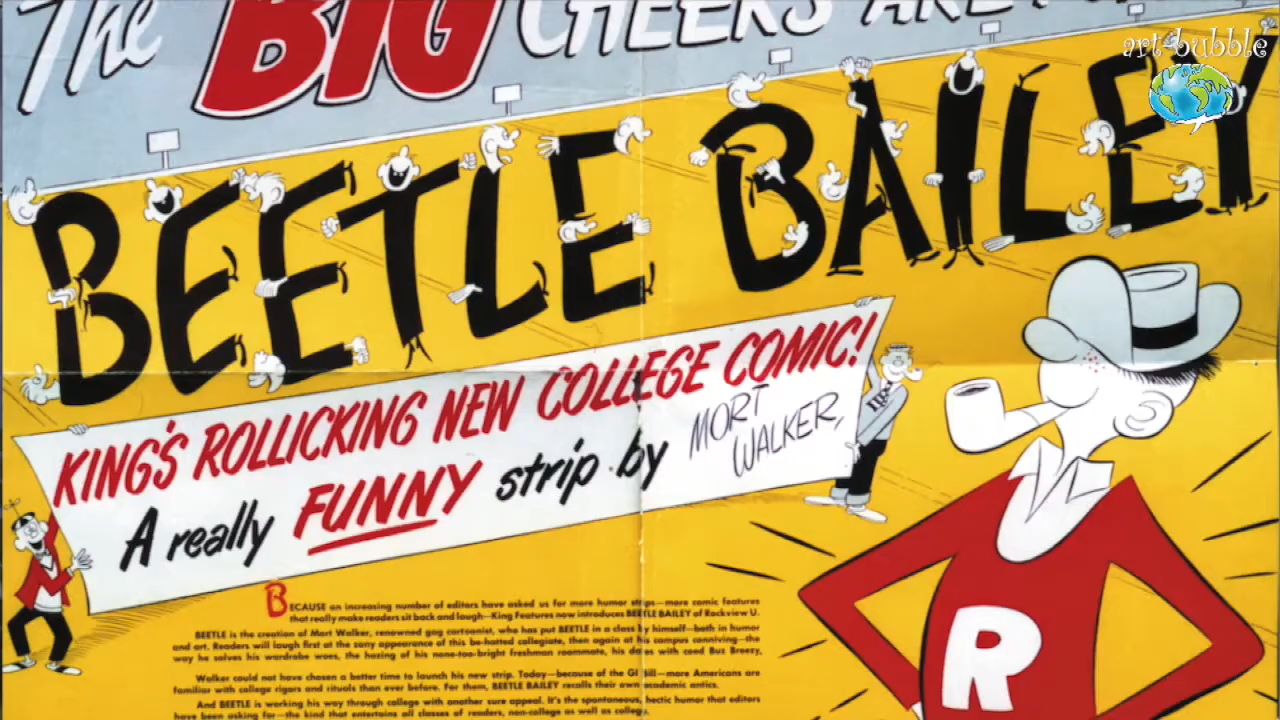 The BIG CHEERS ARE FOR
art-bubble
BEETLE BAILEY
KING'S ROLLICKING NEW COLLEGE COMIC!
A really FUNNY strip by MORT WALKER,
R
BECAUSE an increasing number of editors have asked us for more humor strips—more comic features
that really make readers sit back and laugh—King Features now introduces BEETLE BAILEY of Rockview U.
BEETLE is the creation of Mort Walker, renowned gag cartoonist, who has put BEETLE in a class by himself—both in humor
and art. Readers will laugh first at the zany appearance of this be-hatted collegiate, then again at his campus conniving—the
way he solves his wardrobe woes, the hazing of his none-too-bright freshman roommate, his dates with coed Buz Breezy,
Walker could not have chosen a better time to launch his new strip. Today—because of the GI Bill—more Americans are
familiar with college rigors and rituals than ever before. For them, BEETLE BAILEY recalls their own academic antics.
And BEETLE is working his way through college with another sure appeal. It's the spontaneous, hectic humor that editors
have been asking for—the kind that entertains all classes of readers, non-college as well as college.